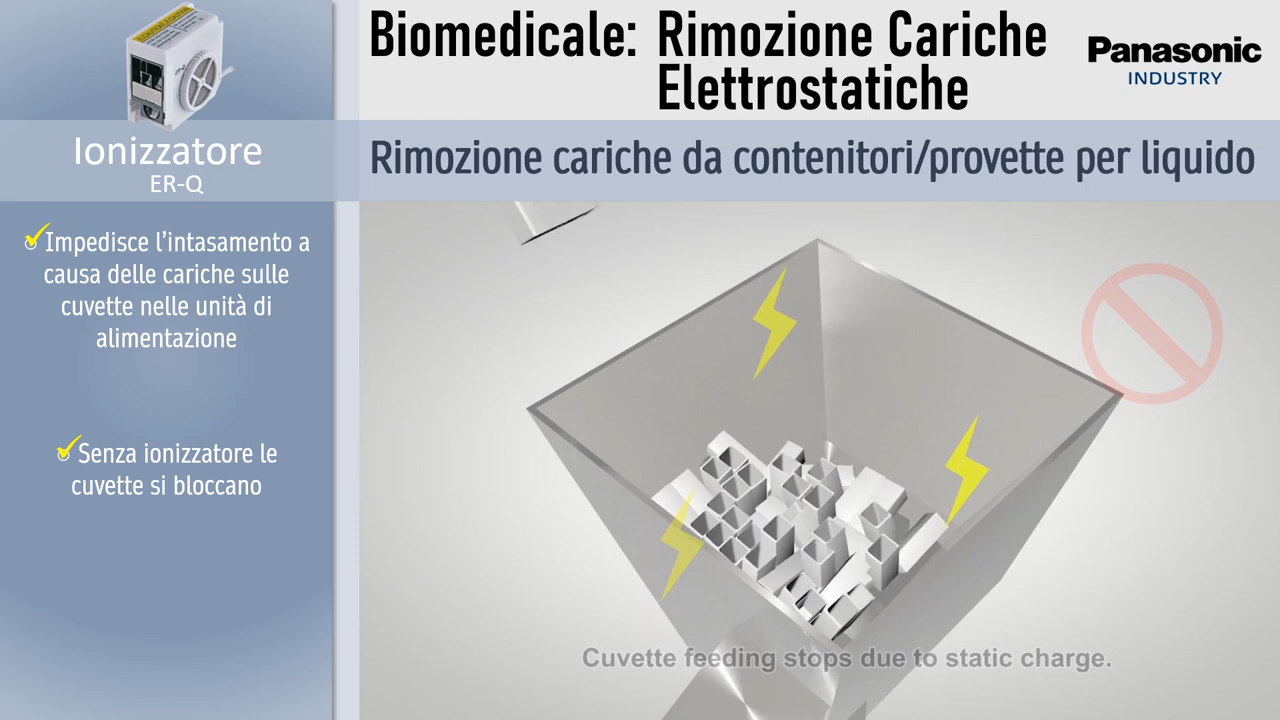 Biomedicale: Rimozione Cariche
Elettrostatiche
Panasonic
INDUSTRY
Ionizzatore
ER-Q
Rimozione cariche da contenitori/provette per liquido
Impedisce l'intasamento a
causa delle cariche sulle
cuvette nelle unità di
alimentazione
Senza ionizzatore le
cuvette si bloccano
Cuvette feeding stops due to static charge.